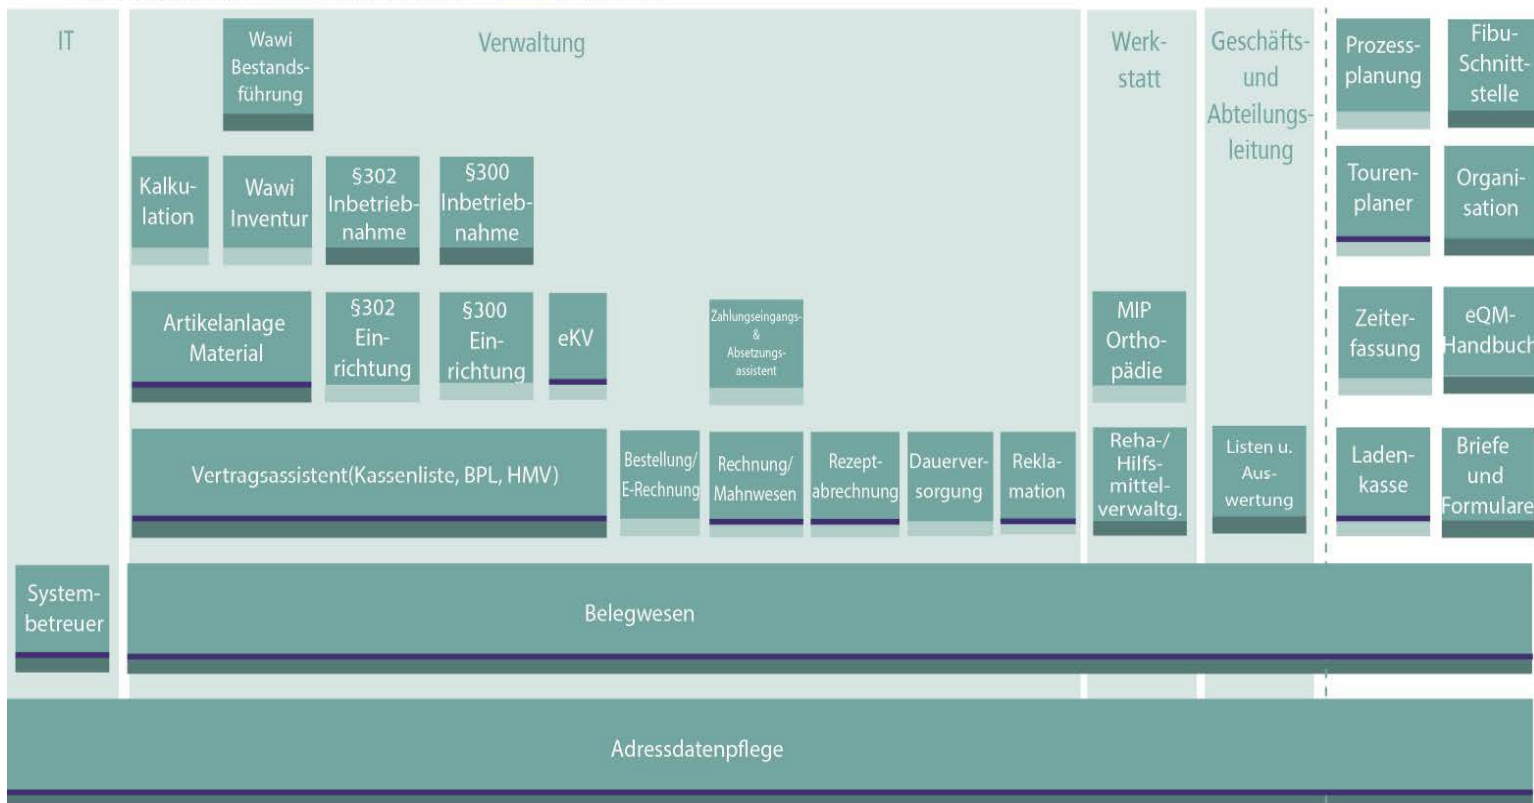 IT
Verwaltung
Werk-
statt
Geschäfts-
und
Abteilungs-
leitung
Wawi
Bestands-
führung
Prozess-
planung
Fibu-
Schnitt-
stelle
Kalku-
lation
Wawi
Inventur
§302
Inbetrieb-
nahme
§300
Inbetrieb-
nahme
Touren-
planer
Organi-
sation
Artikelanlage
Material
§302
Ein-
richtung
§300
Ein-
richtung
eKV
Zahlungseingangs-
&
Absetzungs-
assistent
MIP
Ortho-
pädie
Zeiter-
fassung
eQM-
Handbuch
Vertragsassistent(Kassenliste, BPL, HMV)
Bestellung/
E-Rechnung
Rechnung/
Mahnwesen
Rezept-
abrechnung
Dauerver-
sorgung
Rekla-
mation
Reha-/
Hilfs-
mittel-
verwaltg.
Listen u.
Aus-
wertung
Laden-
kasse
Briefe
und
Formulare
System-
betreuer
Belegwesen
Adressdatenpflege